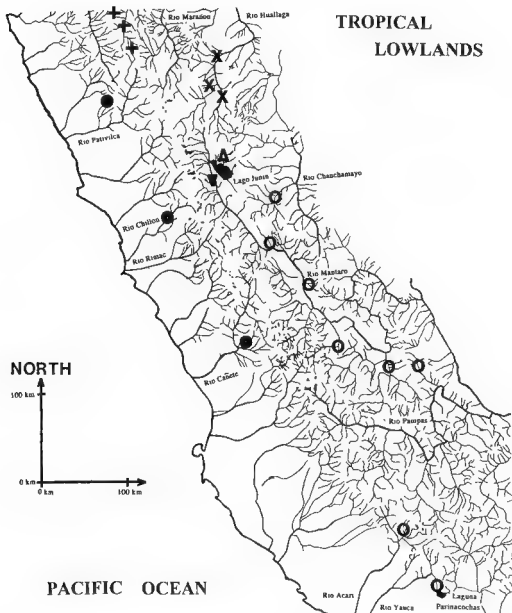 Rio Marañon
Rio Huallaga
TROPICAL
LOWLANDS
Rio Pativilca
Lago Junin
Rio Chanchamayo
Rio Chillon
Rio Rimac
Rio Mantaro
NORTH
Rio Cañete
100 km
Rio Pampas
0 km
0 km
100 km
PACIFIC OCEAN
Rio Acari
Rio Yauca
Laguna
Parinacochas